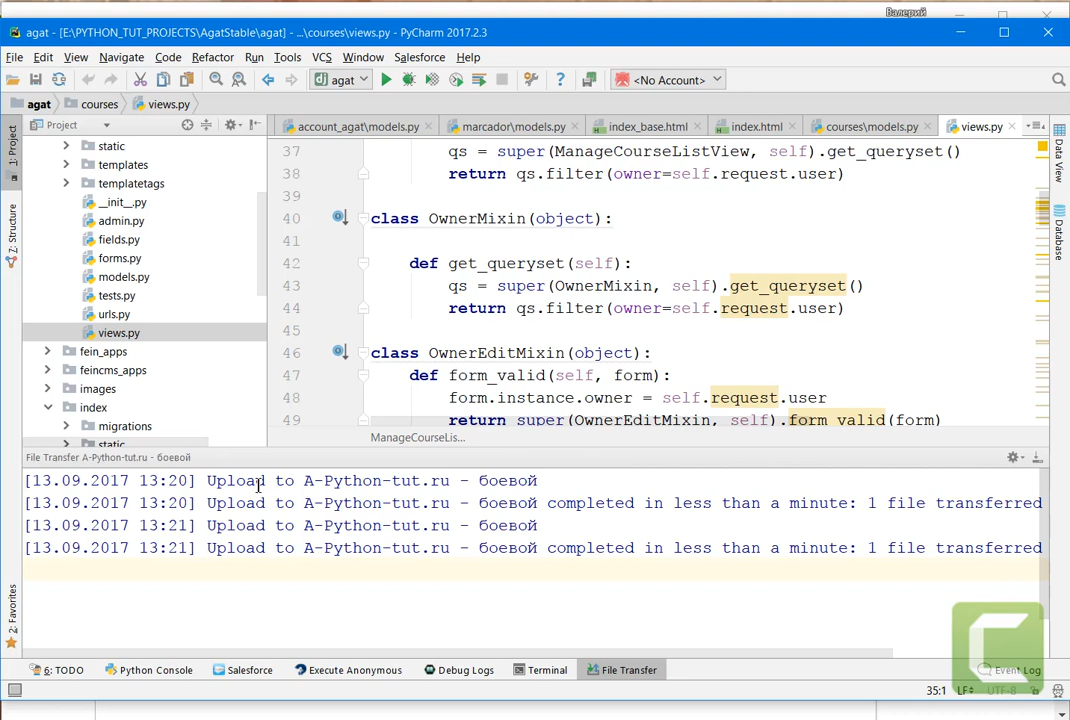 Валерий
agat - [E:\PYTHON_TUT_PROJECTS\AgatStable\agat] - ...\courses\views.py - PyCharm 2017.2.3
File Edit View Navigate Code Refactor Run Tools VCS Window Salesforce Help
agat <No Account>
agat courses views.py
1: Project
7: Structure
2: Favorites
Project
static
templates
templatetags
__init__.py
admin.py
fields.py
forms.py
models.py
tests.py
urls.py
views.py
fein_apps
feincms_apps
images
index
migrations
static
account_agat\models.py marcador\models.py index_base.html index.html courses\models.py views.py
37 qs = super(ManageCourseListView, self).get_queryset()
38 return qs.filter(owner=self.request.user)
39
40 class OwnerMixin(object):
41
42 def get_queryset(self):
43 qs = super(OwnerMixin, self).get_queryset()
44 return qs.filter(owner=self.request.user)
45
46 class OwnerEditMixin(object):
47 def form_valid(self, form):
48 form.instance.owner = self.request.user
49 return super(OwnerEditMixin, self).form_valid(form)
ManageCourseLis...
Data View
Database
File Transfer A-Python-tut.ru - боевой
[13.09.2017 13:20] Upload to A-Python-tut.ru - боевой
[13.09.2017 13:20] Upload to A-Python-tut.ru - боевой completed in less than a minute: 1 file transferred
[13.09.2017 13:21] Upload to A-Python-tut.ru - боевой
[13.09.2017 13:21] Upload to A-Python-tut.ru - боевой completed in less than a minute: 1 file transferred
6: TODO Python Console Salesforce Execute Anonymous Debug Logs Terminal File Transfer Event Log
35:1 LF UTF-8